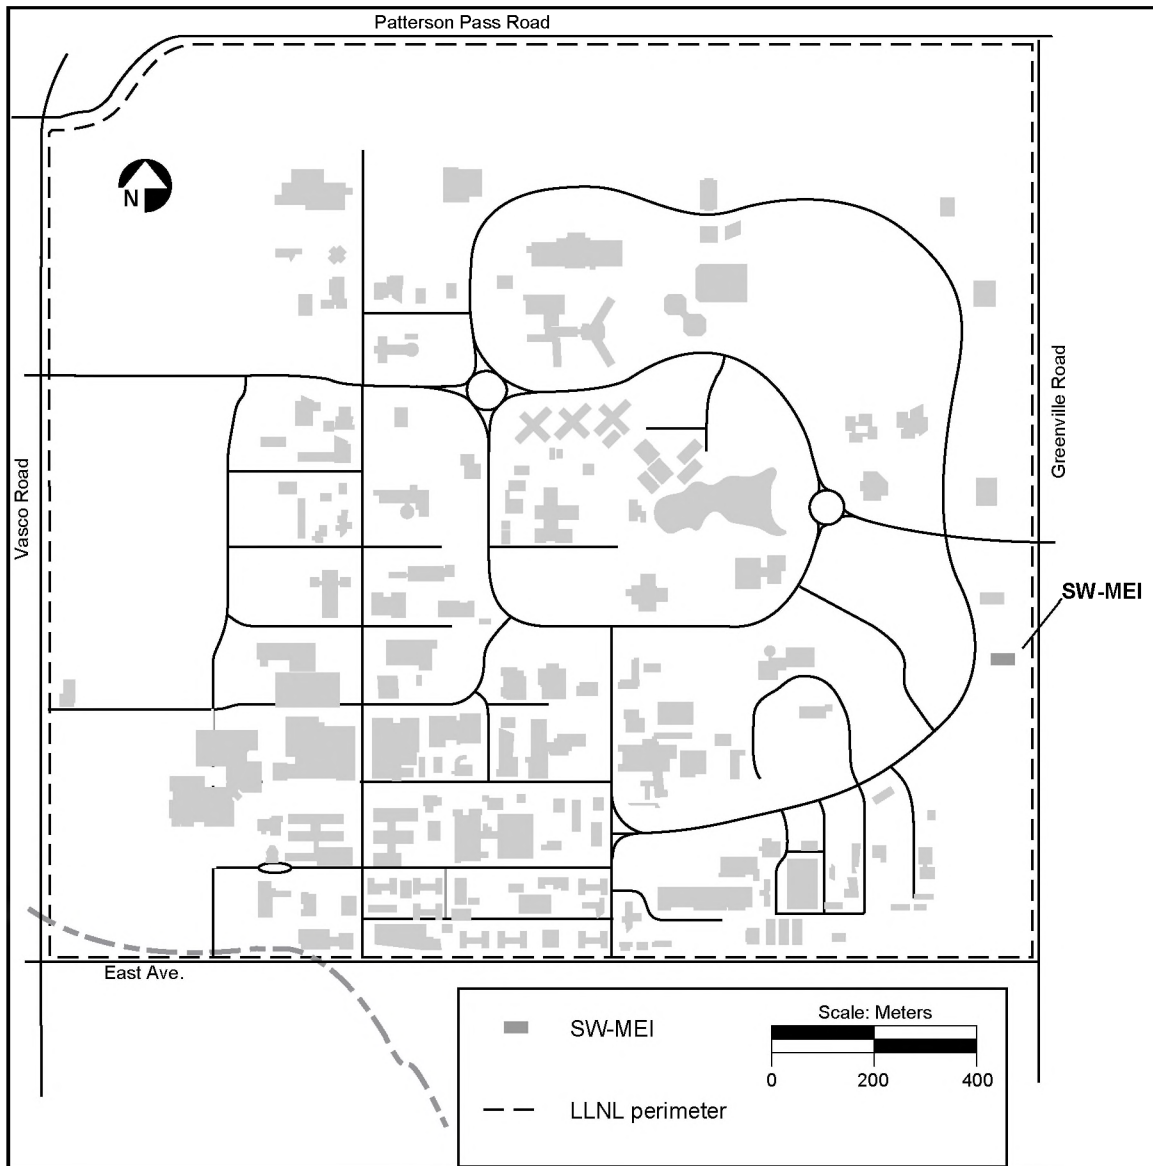 Patterson Pass Road
N
Vasco Road
Greenville Road
SW-MEI
East Ave.
SW-MEI
Scale: Meters
0 200 400
LLNL perimeter